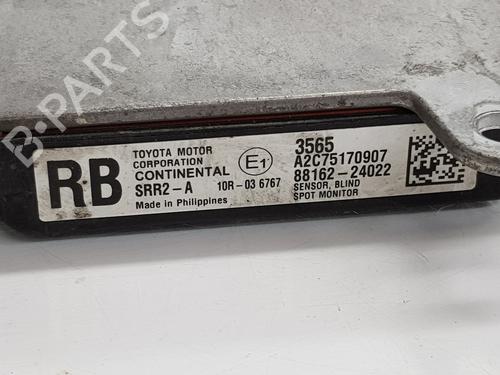 B-PARTS
RB
TOYOTA MOTOR
CORPORATION
CONTINENTAL
SRR2-A 10R-03 6767
Made in Philippines
E1
3565
A2C75170907
88162-24022
SENSOR, BLIND
SPOT MONITOR